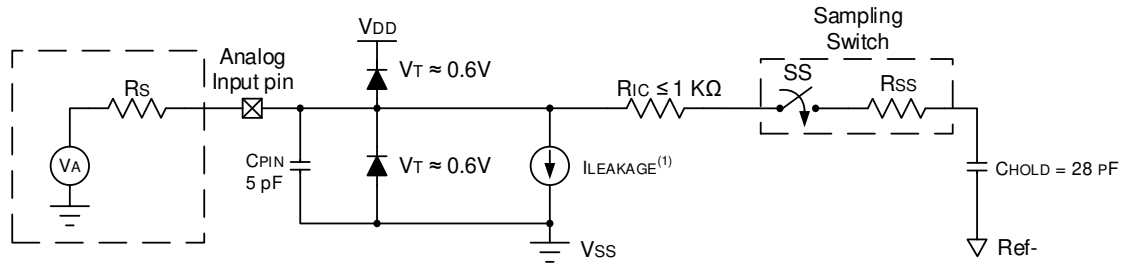 Sampling
Switch
VDD
Analog
Input pin
VT ≈ 0.6V
RS
RIC ≤ 1 KΩ
SS
RSS
VA
CPIN
5 pF
VT ≈ 0.6V
ILEAKAGE(1)
CHOLD = 28 PF
VSS
Ref-